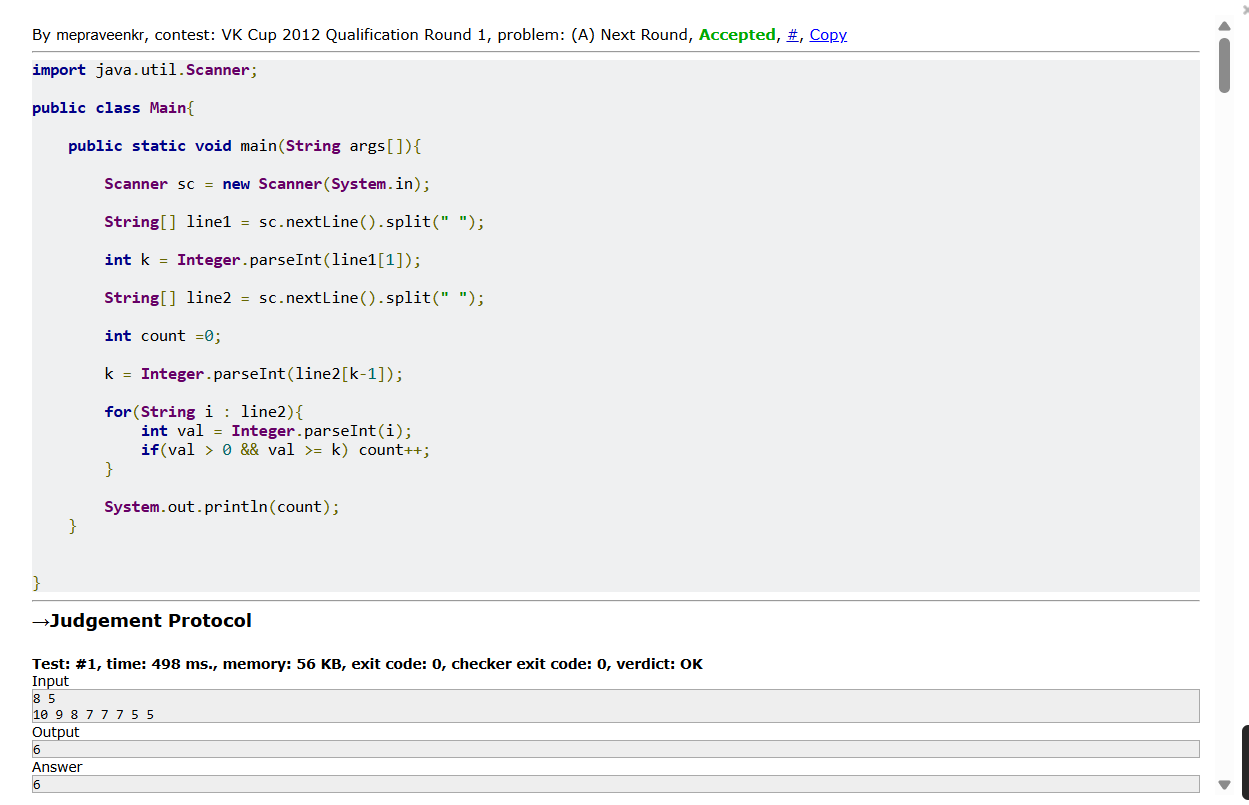 By mepraveenkr, contest: VK Cup 2012 Qualification Round 1, problem: (A) Next Round, Accepted, #, Copy
import java.util.Scanner;
public class Main{
    public static void main(String args[]){
        Scanner sc = new Scanner(System.in);
        String[] line1 = sc.nextLine().split(" ");
        int k = Integer.parseInt(line1[1]);
        String[] line2 = sc.nextLine().split(" ");
        int count =0;
        k = Integer.parseInt(line2[k-1]);
        for(String i : line2){
            int val = Integer.parseInt(i);
            if(val > 0 && val >= k) count++;
        }
        System.out.println(count);
    }
}
→Judgement Protocol
Test: #1, time: 498 ms., memory: 56 KB, exit code: 0, checker exit code: 0, verdict: OK
Input
8 5
10 9 8 7 7 7 5 5
Output
6
Answer
6